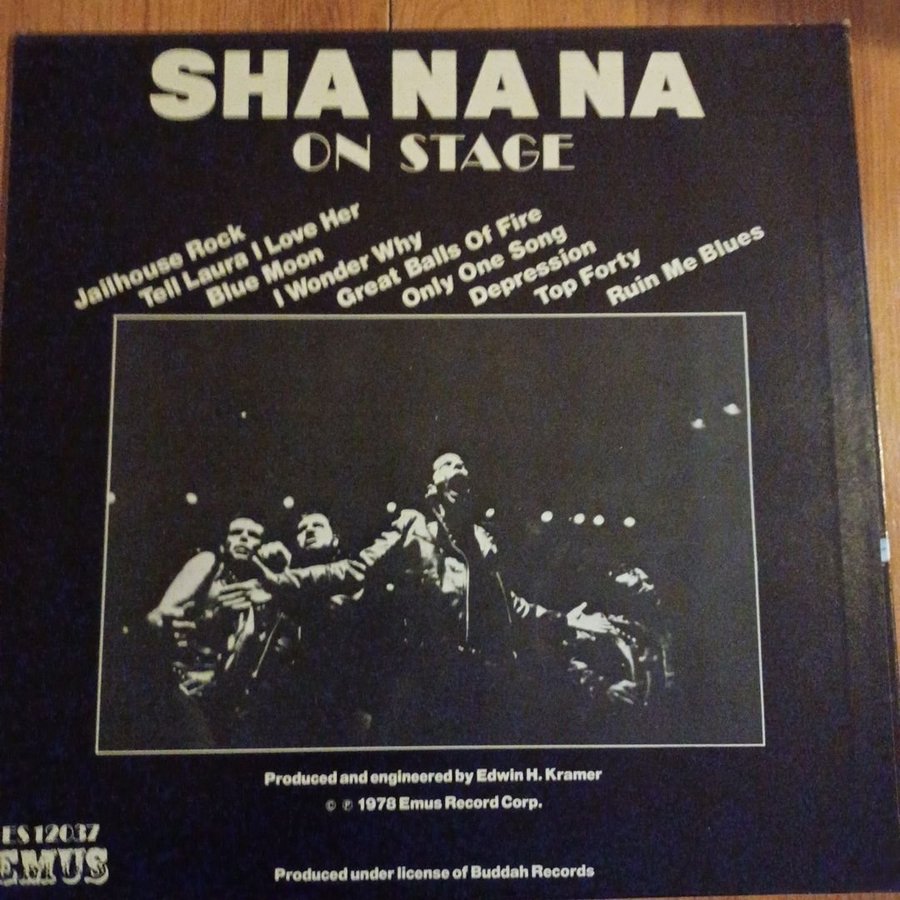 SHA NA NA
ON STAGE
Jailhouse Rock
Tell Laura I Love Her
Blue Moon
I Wonder Why
Great Balls Of Fire
Only One Song
Depression
Top Forty
Ruin Me Blues
Produced and engineered by Edwin H. Kramer
© ℗ 1978 Emus Record Corp.
ES 12037
EMUS
Produced under license of Buddah Records